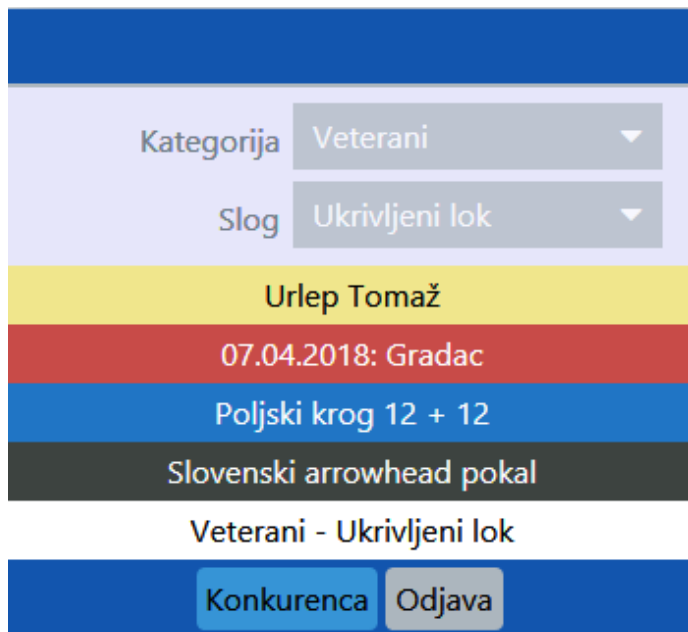 Kategorija Veterani
Slog Ukrivljeni lok
Urlep Tomaž
07.04.2018: Gradac
Poljski krog 12 + 12
Slovenski arrowhead pokal
Veterani - Ukrivljeni lok
Konkurenca Odjava